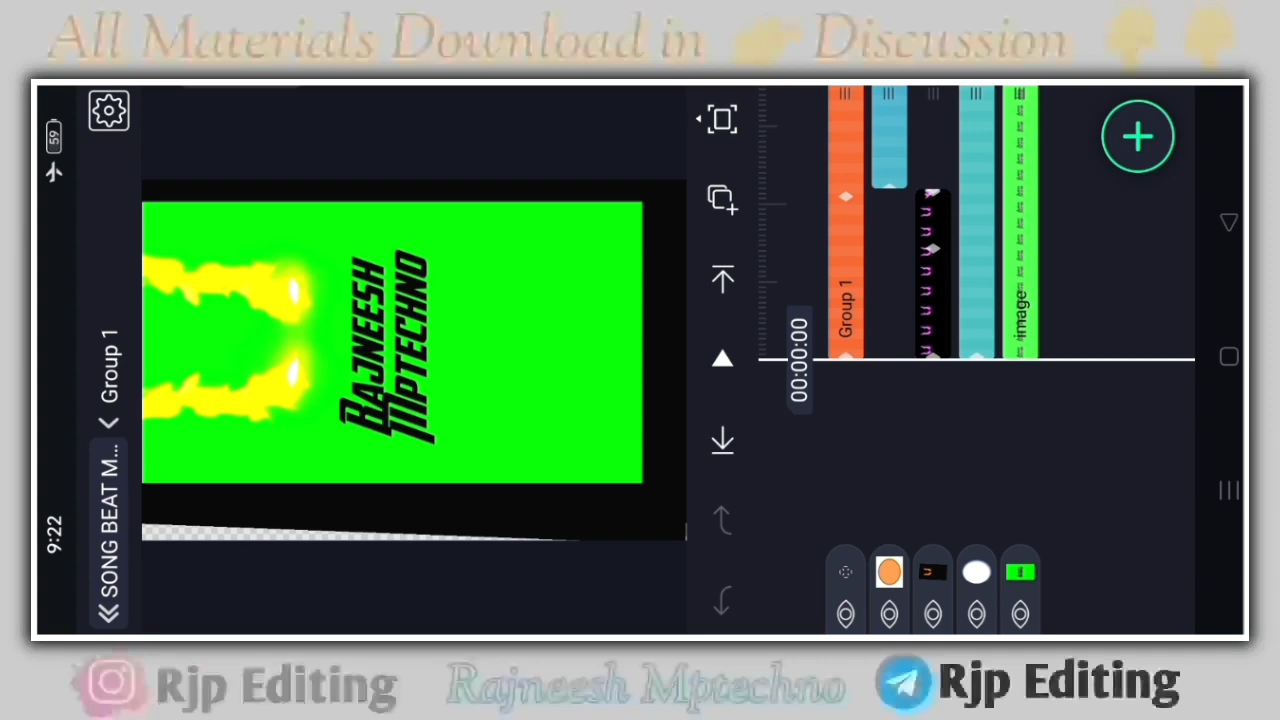 All Materials Download in 👉 Discussion 👇 👇
9:22
59
SONG BEAT M...
Group 1
RAJNEESH
MPTECHNO
00:00:00
Group 1
image
Rjp Editing
Rajneesh Mptechno
Rjp Editing